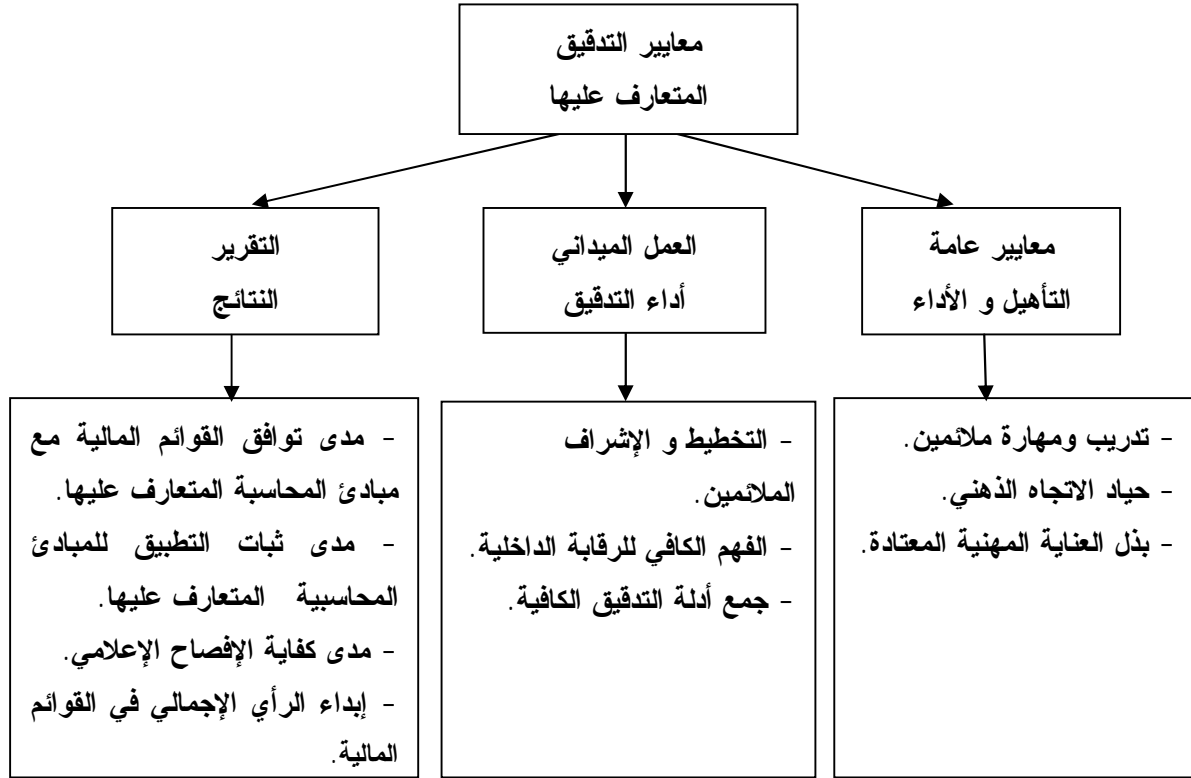 معايير التدقيق
المتعارف عليها
معايير عامة
التأهيل و الأداء
العمل الميداني
أداء التدقيق
التقرير
النتائج
- تدريب ومهارة ملائمين.
- حياد الاتجاه الذهني.
- بذل العناية المهنية المعتادة.
- التخطيط و الإشراف
الملائمين.
- الفهم الكافي للرقابة الداخلية.
- جمع أدلة التدقيق الكافية.
- مدى توافق القوائم المالية مع
مبادئ المحاسبة المتعارف عليها.
- مدى ثبات التطبيق للمبادئ
المحاسبية المتعارف عليها.
- مدى كفاية الإفصاح الإعلامي.
- إبداء الرأي الإجمالي في القوائم
المالية.